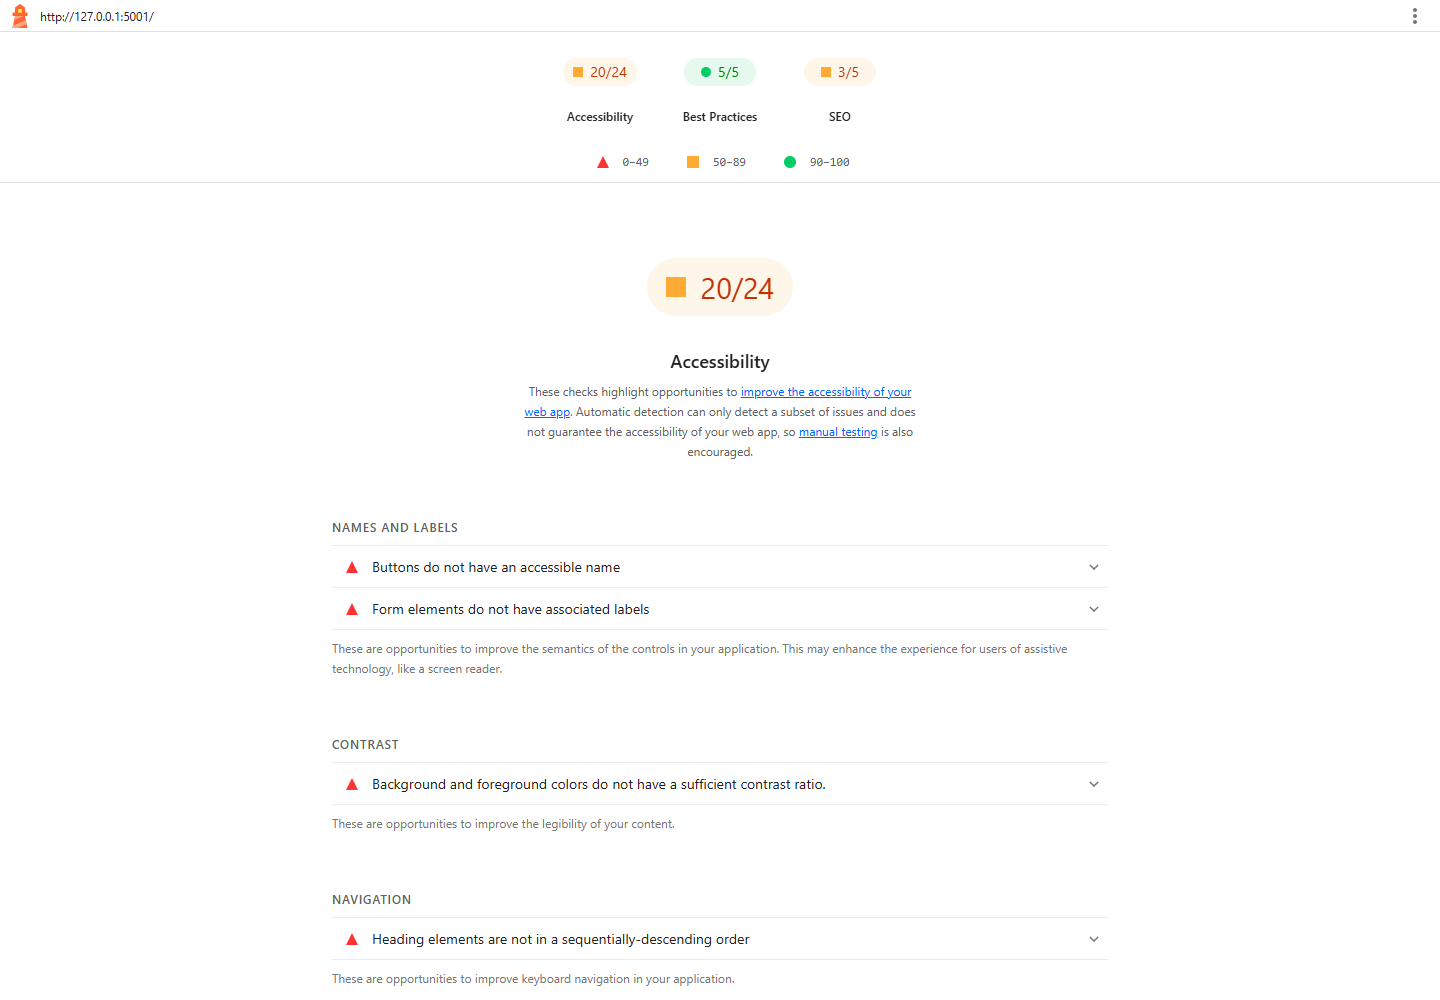 http://127.0.0.1:5001/
20/24
5/5
3/5
Accessibility
Best Practices
SEO
0–49
50–89
90–100
20/24
Accessibility
These checks highlight opportunities to improve the accessibility of your
web app. Automatic detection can only detect a subset of issues and does
not guarantee the accessibility of your web app, so manual testing is also
encouraged.
NAMES AND LABELS
Buttons do not have an accessible name
Form elements do not have associated labels
These are opportunities to improve the semantics of the controls in your application. This may enhance the experience for users of assistive
technology, like a screen reader.
CONTRAST
Background and foreground colors do not have a sufficient contrast ratio.
These are opportunities to improve the legibility of your content.
NAVIGATION
Heading elements are not in a sequentially-descending order
These are opportunities to improve keyboard navigation in your application.